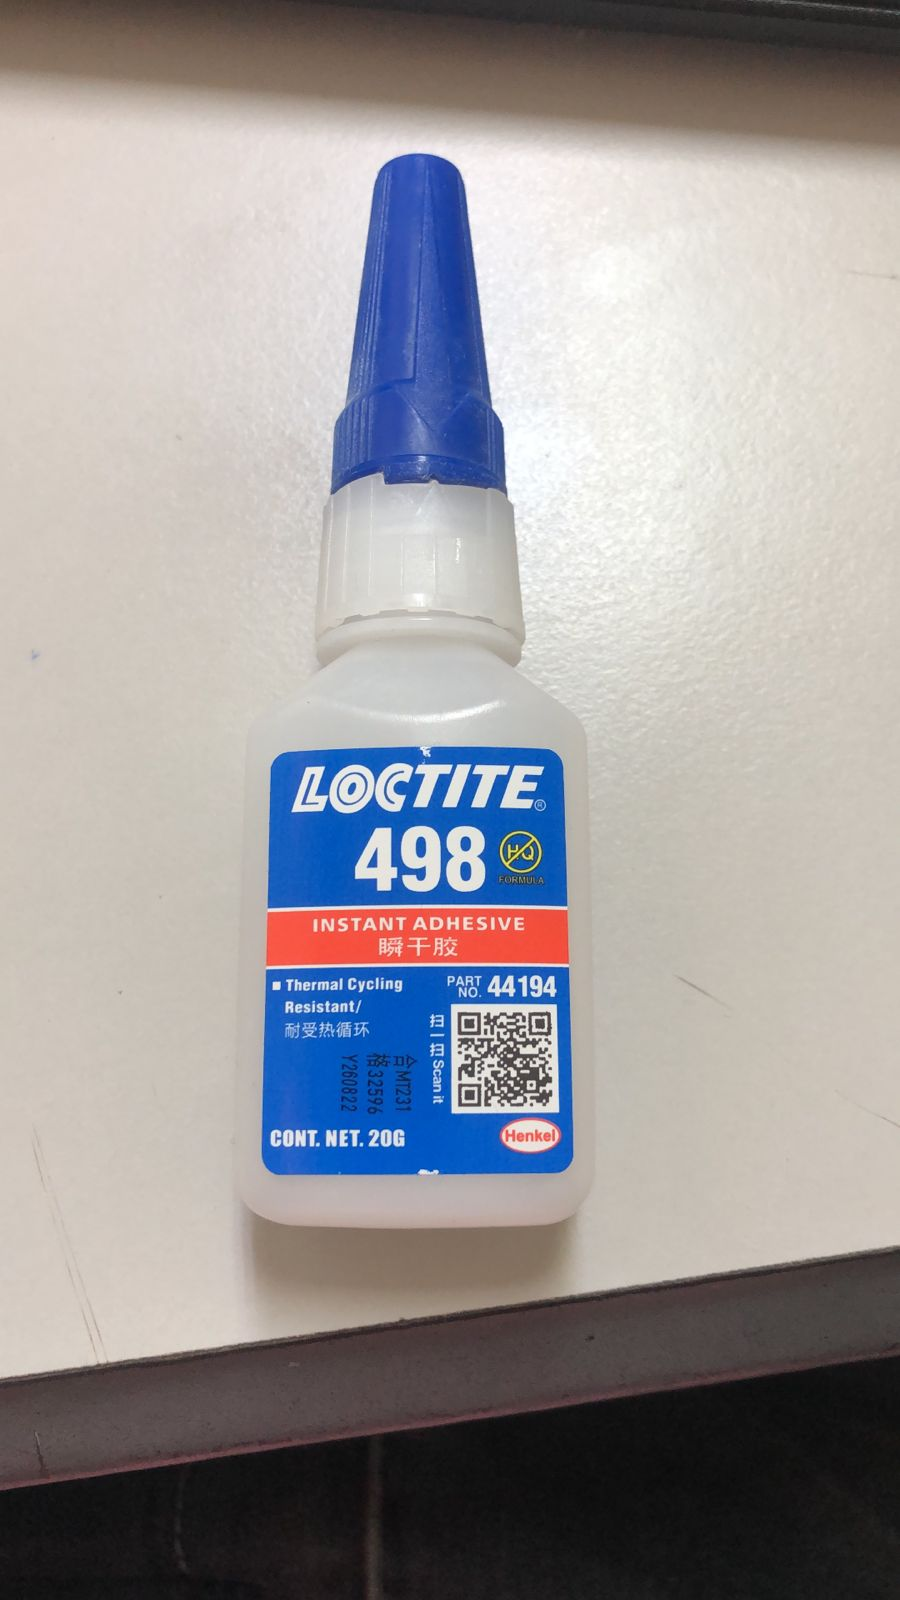 LOCTITE®
498
HQ
FORMULA
INSTANT ADHESIVE
瞬干胶
■ Thermal Cycling
Resistant/
耐受热循环
PART
NO. 44194
扫一扫 Scan it
合MT231
格32596
Y260822
CONT. NET. 20G
Henkel